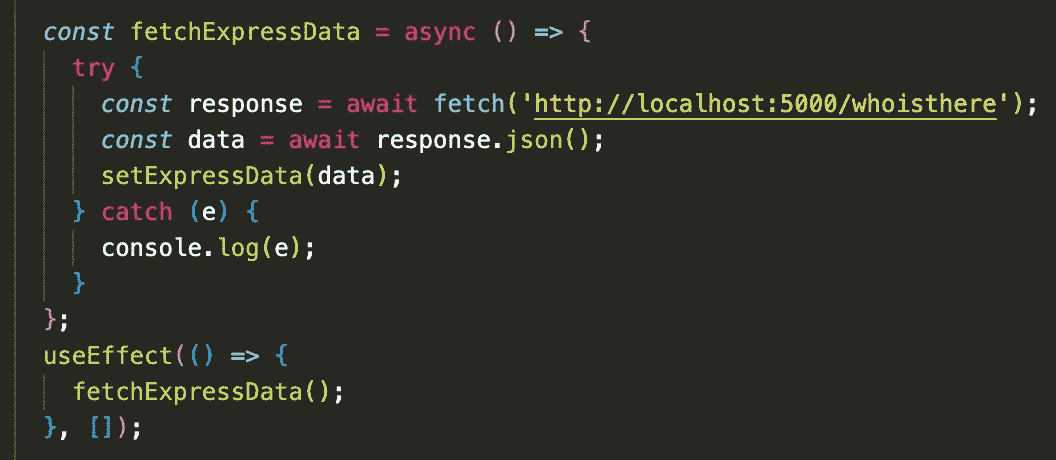 const fetchExpressData = async () => {
  try {
    const response = await fetch('http://localhost:5000/whoisthere');
    const data = await response.json();
    setExpressData(data);
  } catch (e) {
    console.log(e);
  }
};
useEffect(() => {
  fetchExpressData();
}, []);